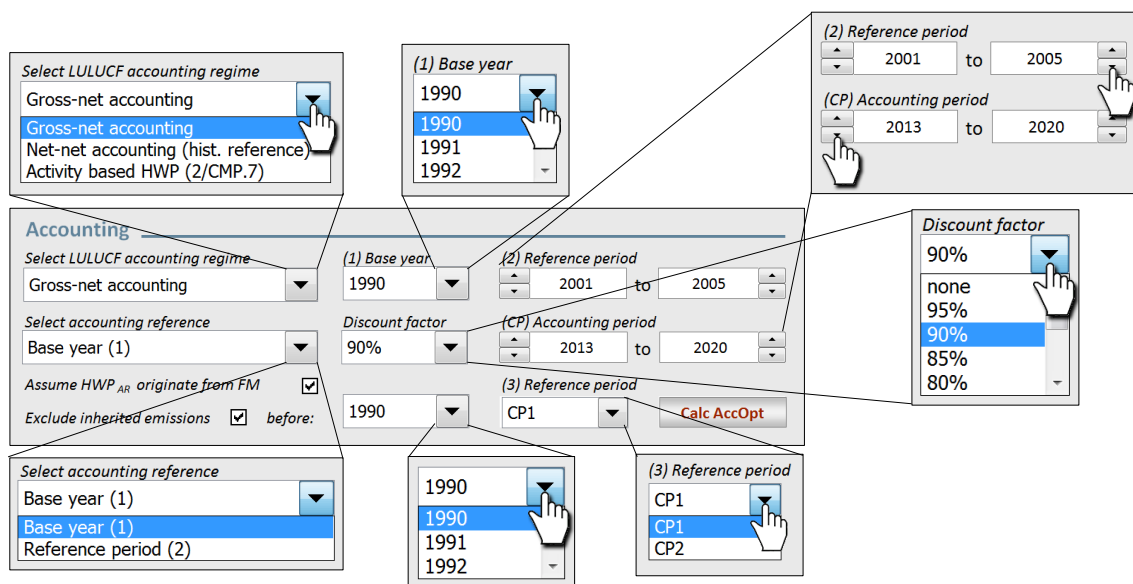 Select LULUCF accounting regime
Gross-net accounting
Gross-net accounting
Net-net accounting (hist. reference)
Activity based HWP (2/CMP.7)
(1) Base year
1990
1990
1991
1992
(2) Reference period
2001 to 2005
(CP) Accounting period
2013 to 2020
Accounting
Select LULUCF accounting regime
Gross-net accounting
(1) Base year
1990
(2) Reference period
2001 to 2005
Select accounting reference
Base year (1)
Discount factor
90%
(CP) Accounting period
2013 to 2020
Assume HWP AR originate from FM
Exclude inherited emissions before:
1990
(3) Reference period
CP1
Calc AccOpt
Discount factor
90%
none
95%
90%
85%
80%
Select accounting reference
Base year (1)
Base year (1)
Reference period (2)
1990
1990
1991
1992
(3) Reference period
CP1
CP1
CP2